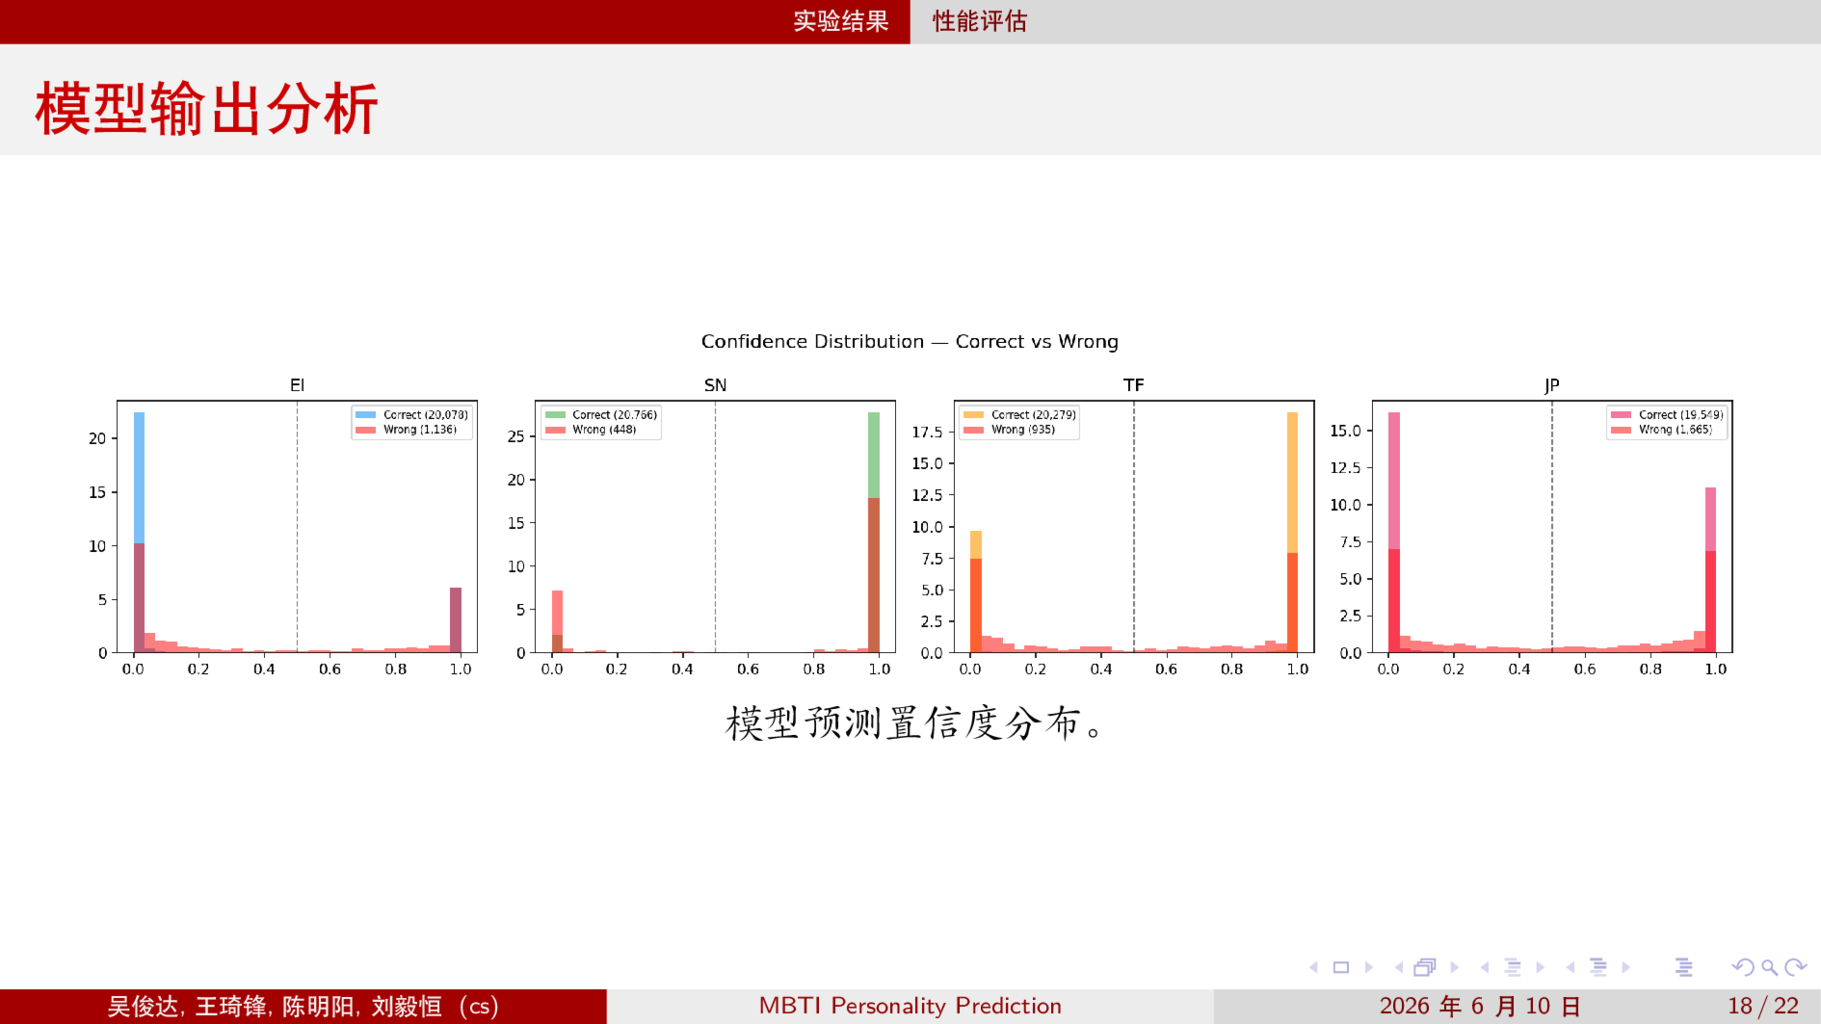 实验结果 性能评估
模型输出分析
Confidence Distribution — Correct vs Wrong
EI
Correct (20,078)
Wrong (1,136)
20
15
10
5
0
0.0 0.2 0.4 0.6 0.8 1.0
SN
Correct (20,766)
Wrong (448)
25
20
15
10
5
0
0.0 0.2 0.4 0.6 0.8 1.0
TF
Correct (20,279)
Wrong (935)
17.5
15.0
12.5
10.0
7.5
5.0
2.5
0.0
0.0 0.2 0.4 0.6 0.8 1.0
JP
Correct (19,549)
Wrong (1,665)
15.0
12.5
10.0
7.5
5.0
2.5
0.0
0.0 0.2 0.4 0.6 0.8 1.0
模型预测置信度分布。
吴俊达, 王琦锋, 陈明阳, 刘毅恒 (cs) MBTI Personality Prediction 2026 年 6 月 10 日 18 / 22